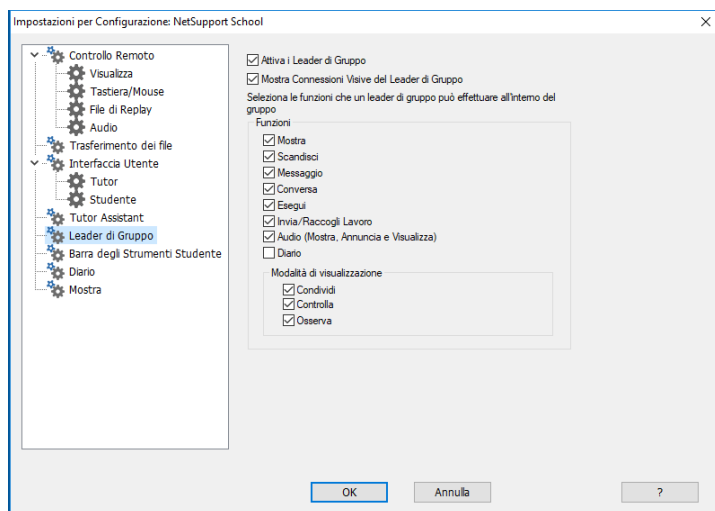 Impostazioni per Configurazione: NetSupport School
Controllo Remoto
Visualizza
Tastiera/Mouse
File di Replay
Audio
Trasferimento dei file
Interfaccia Utente
Tutor
Studente
Tutor Assistant
Leader di Gruppo
Barra degli Strumenti Studente
Diario
Mostra
Attiva i Leader di Gruppo
Mostra Connessioni Visive del Leader di Gruppo
Seleziona le funzioni che un leader di gruppo può effettuare all'interno del
gruppo
Funzioni
Mostra
Scandisci
Messaggio
Conversa
Esegui
Invia/Raccogli Lavoro
Audio (Mostra, Annuncia e Visualizza)
Diario
Modalità di visualizzazione
Condividi
Controlla
Osserva
OK
Annulla
?